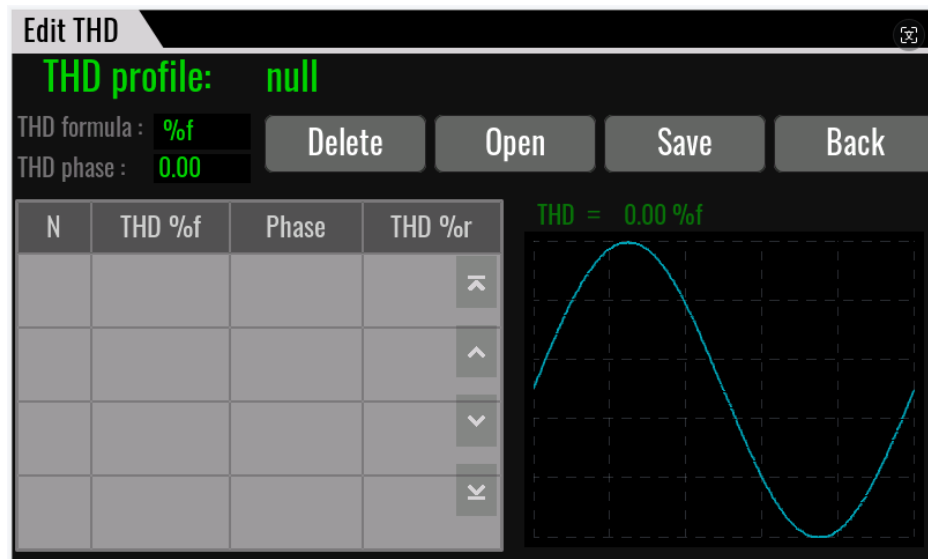 Edit THD
THD profile: null
THD formula : %f
THD phase : 0.00
Delete Open Save Back
N THD %f Phase THD %r
THD = 0.00 %f